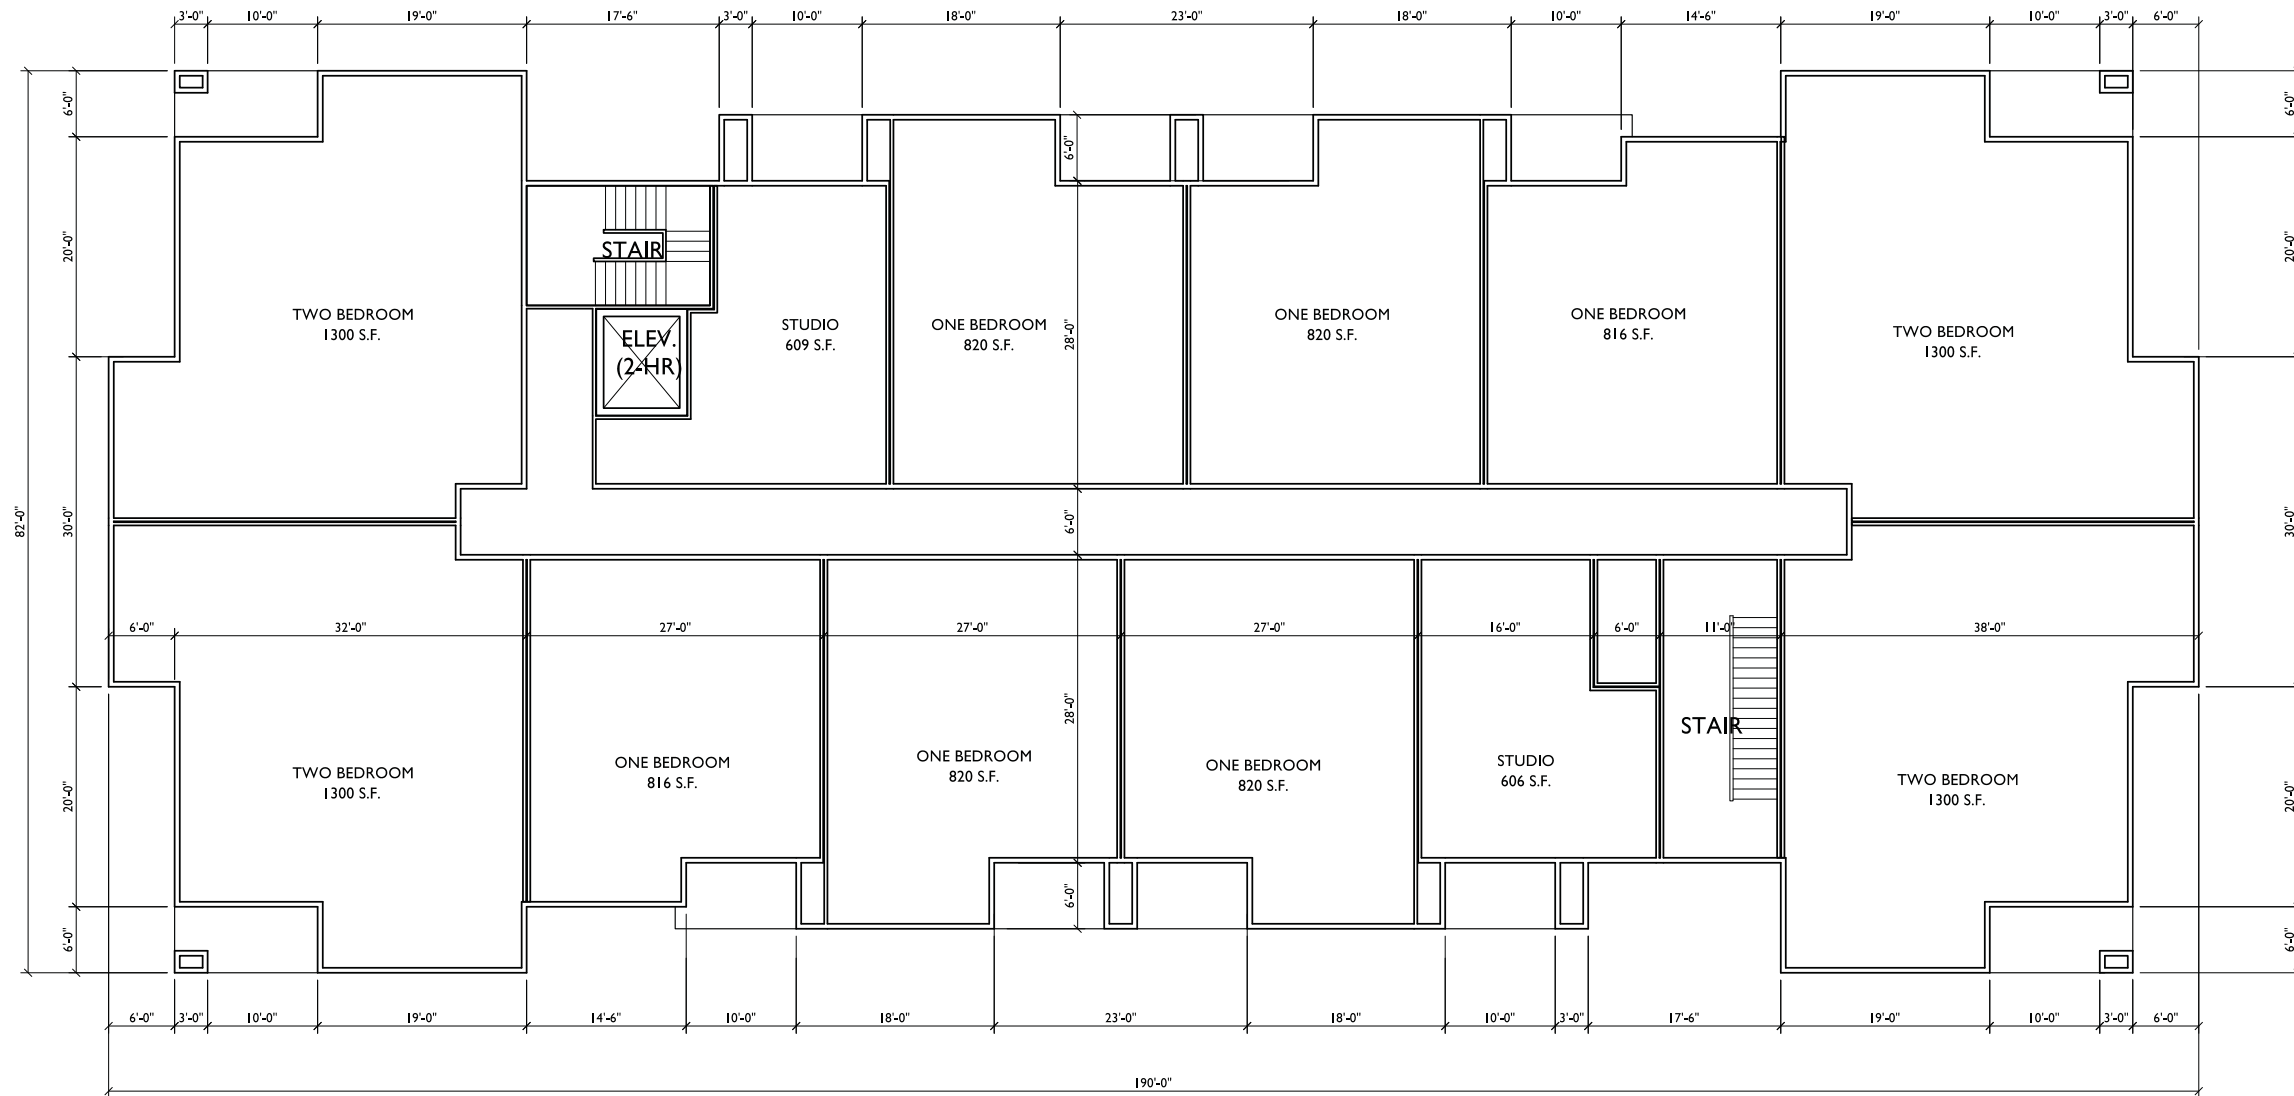 3'-0" 10'-0" 19'-0" 17'-6" 3'-0" 10'-0" 18'-0" 23'-0" 18'-0" 10'-0" 14'-6" 19'-0" 10'-0" 3'-0" 6'-0"
6'-0"
6'-0"
6'-0"
20'-0"
STAIR
20'-0"
TWO BEDROOM
1300 S.F.
ELEV.
(2-HR)
STUDIO
609 S.F.
ONE BEDROOM
820 S.F.
28'-0"
ONE BEDROOM
820 S.F.
ONE BEDROOM
816 S.F.
TWO BEDROOM
1300 S.F.
82'-0"
30'-0"
6'-0"
30'-0"
6'-0" 32'-0" 27'-0" 27'-0" 27'-0" 16'-0" 6'-0" 11'-0" 38'-0"
28'-0"
STAIR
TWO BEDROOM
1300 S.F.
ONE BEDROOM
816 S.F.
ONE BEDROOM
820 S.F.
ONE BEDROOM
820 S.F.
STUDIO
606 S.F.
TWO BEDROOM
1300 S.F.
20'-0"
20'-0"
6'-0"
6'-0"
6'-0"
6'-0" 3'-0" 10'-0" 19'-0" 14'-6" 10'-0" 18'-0" 23'-0" 18'-0" 10'-0" 3'-0" 17'-6" 19'-0" 10'-0" 3'-0" 6'-0"
190'-0"